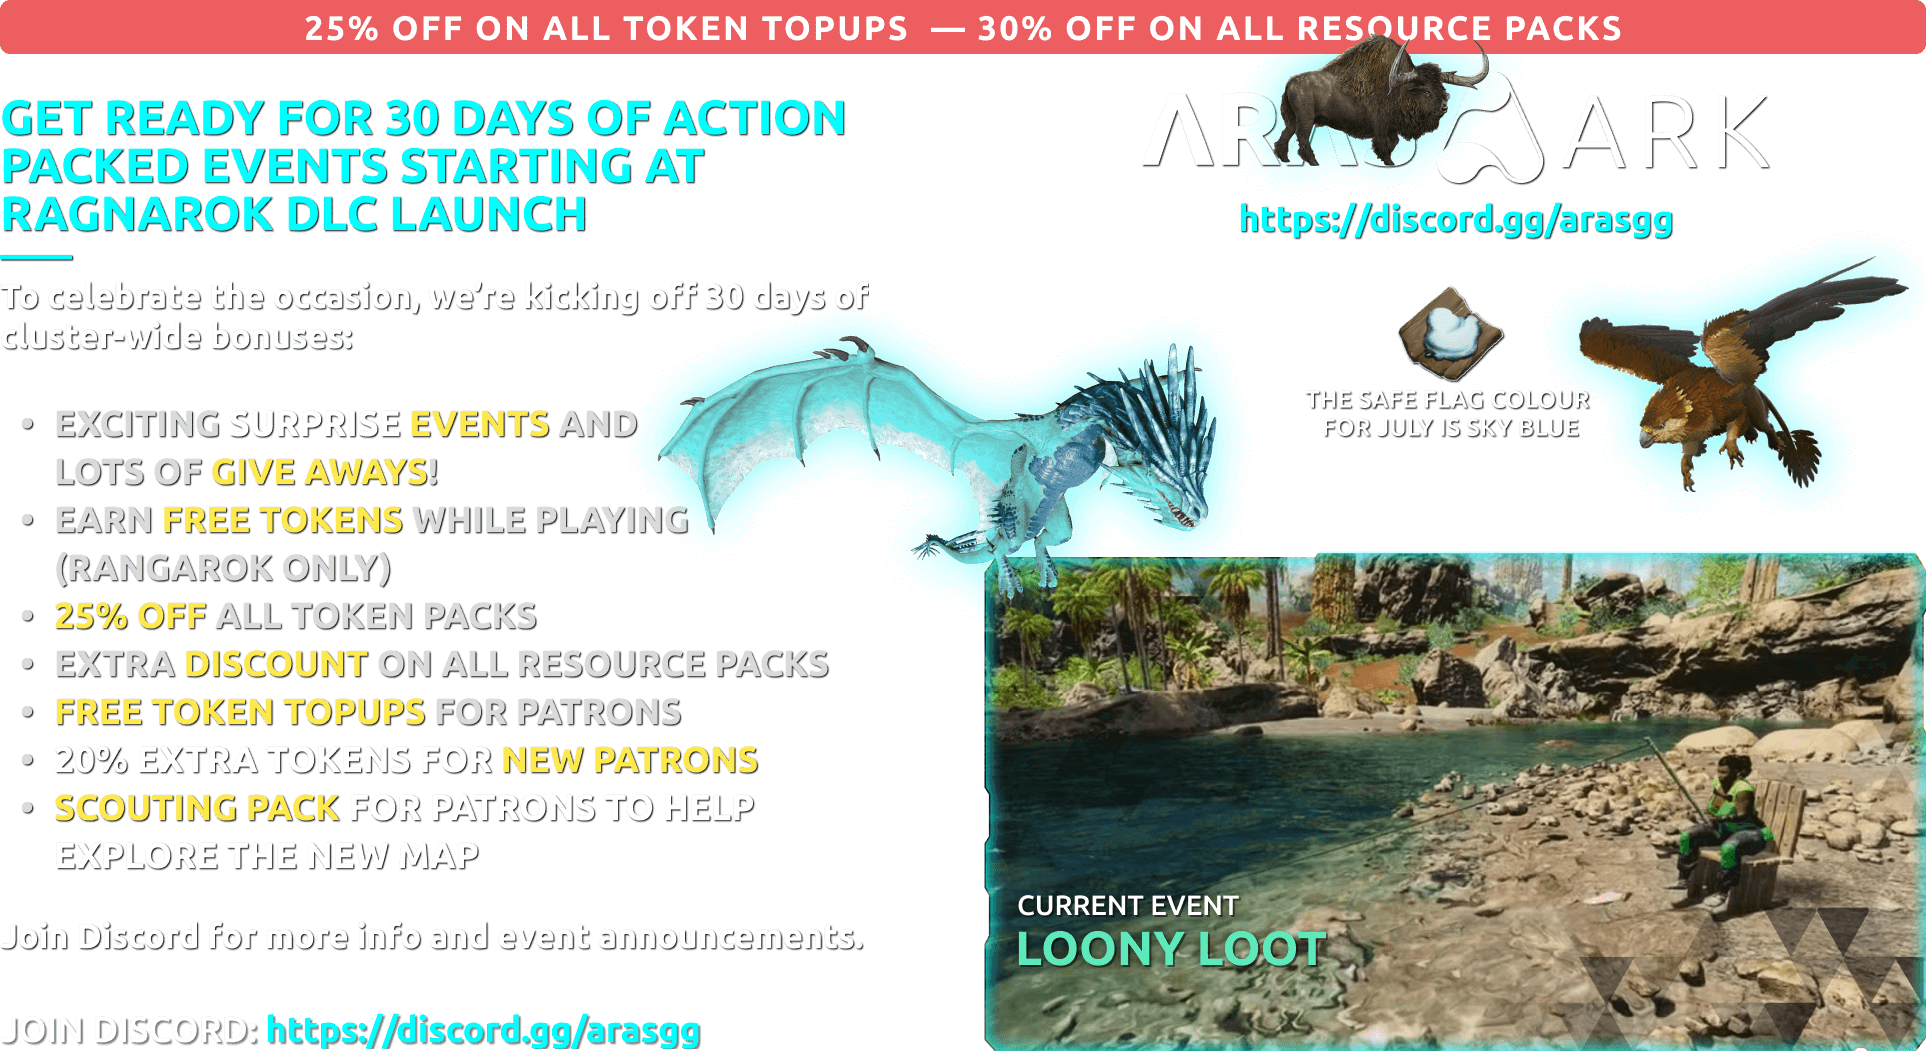 25% OFF ON ALL TOKEN TOPUPS — 30% OFF ON ALL RESOURCE PACKS
GET READY FOR 30 DAYS OF ACTION
PACKED EVENTS STARTING AT
RAGNAROK DLC LAUNCH
To celebrate the occasion, we're kicking off 30 days of
cluster-wide bonuses:
• EXCITING SURPRISE EVENTS AND
LOTS OF GIVE AWAYS!
• EARN FREE TOKENS WHILE PLAYING
(RANGAROK ONLY)
• 25% OFF ALL TOKEN PACKS
• EXTRA DISCOUNT ON ALL RESOURCE PACKS
• FREE TOKEN TOPUPS FOR PATRONS
• 20% EXTRA TOKENS FOR NEW PATRONS
• SCOUTING PACK FOR PATRONS TO HELP
EXPLORE THE NEW MAP
Join Discord for more info and event announcements.
JOIN DISCORD: https://discord.gg/arasgg
ARAS ARK
https://discord.gg/arasgg
THE SAFE FLAG COLOUR
FOR JULY IS SKY BLUE
CURRENT EVENT
LOONY LOOT